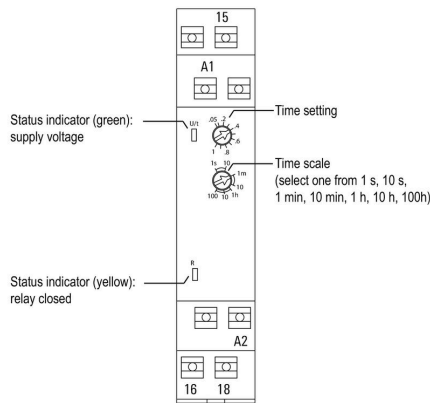 15
A1
Status indicator (green):
supply voltage
U/t
.05 .2 .4 .6 .8 1
Time setting
1s 10 1m 10 1h 10 100
Time scale
(select one from 1 s, 10 s,
1 min, 10 min, 1 h, 10 h, 100h)
R
Status indicator (yellow):
relay closed
A2
16 18